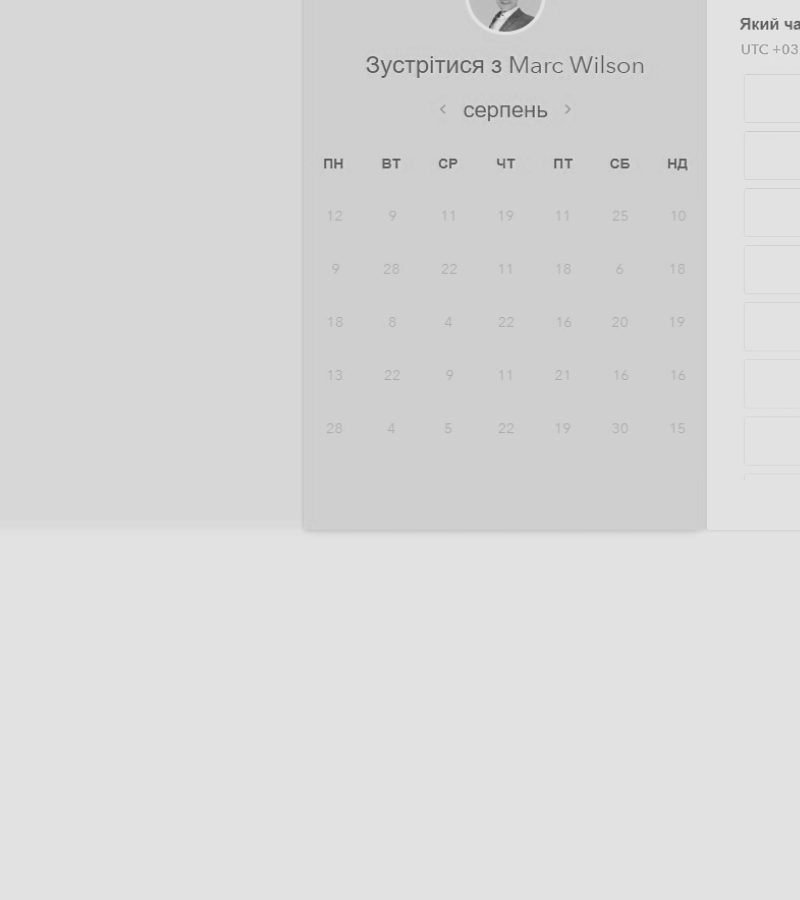 Зустрітися з Marc Wilson
‹ серпень ›
ПН ВТ СР ЧТ ПТ СБ НД
12 9 11 19 11 25 10
9 28 22 11 18 6 18
18 8 4 22 16 20 19
13 22 9 11 21 16 16
28 4 5 22 19 30 15
Який ча
UTC +03